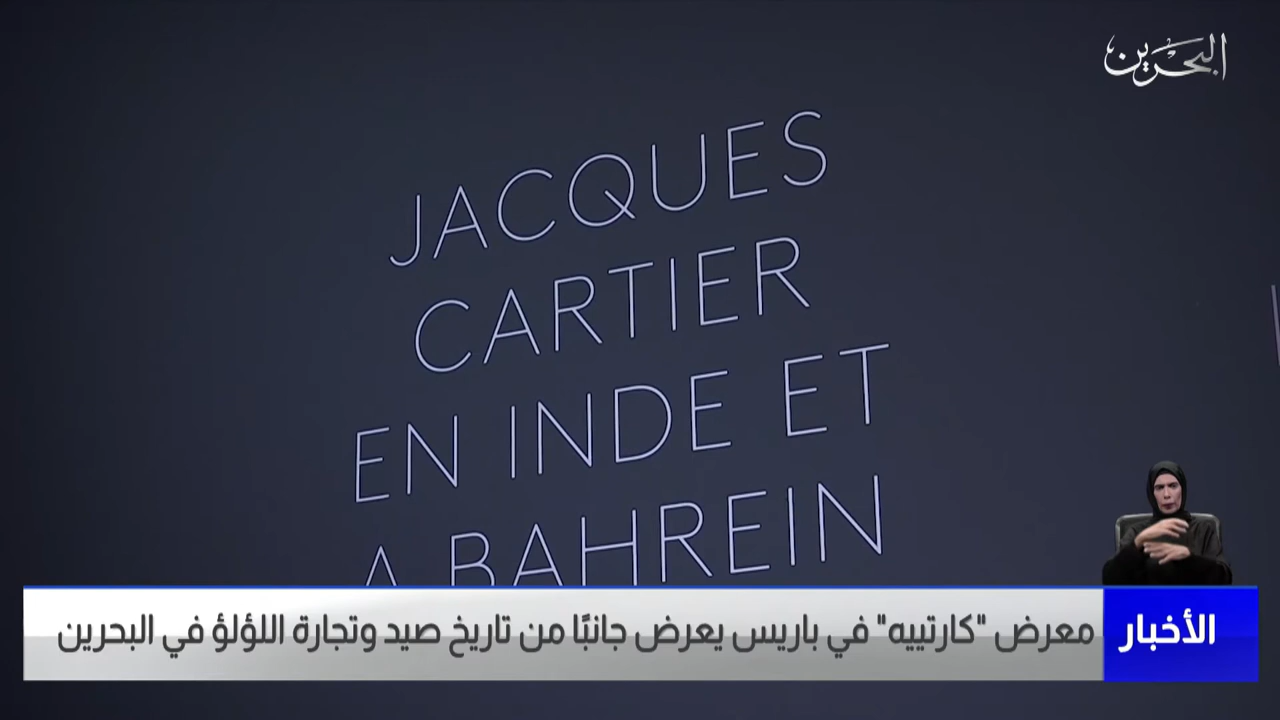 البحرين
JACQUES
CARTIER
EN INDE ET
A BAHREIN
الأخبار
معرض "كارتييه" في باريس يعرض جانبًا من تاريخ صيد وتجارة اللؤلؤ في البحرين